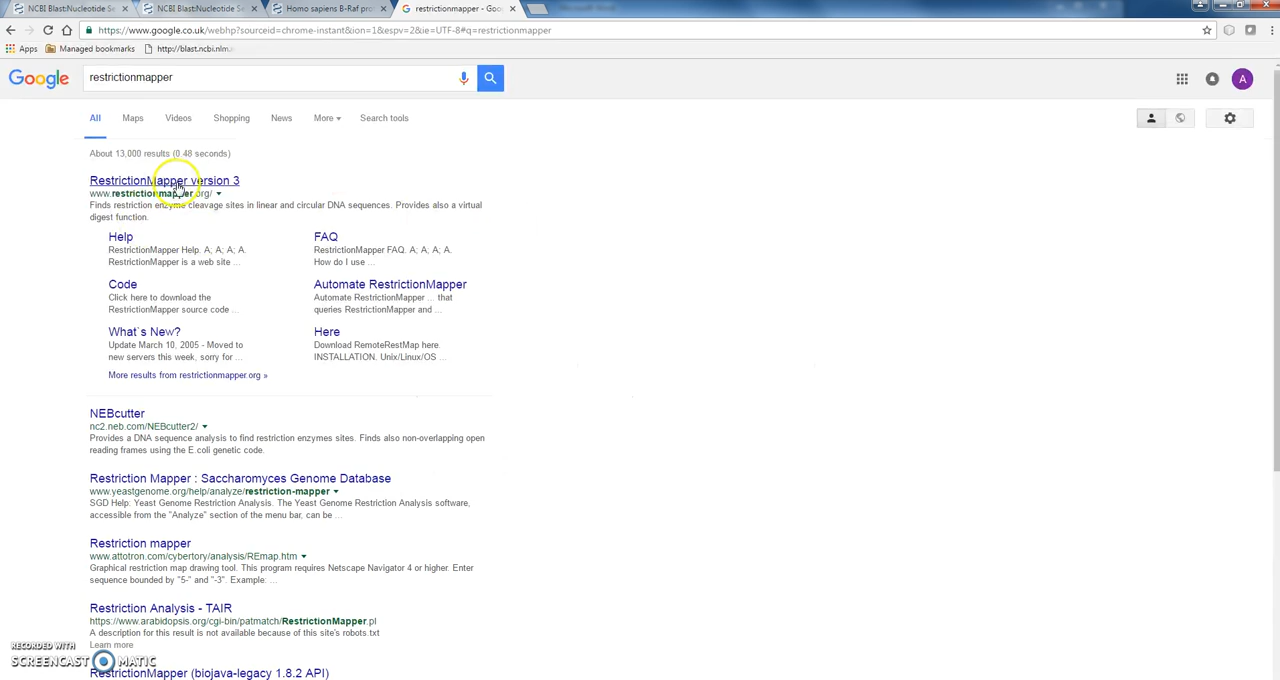 NCBI Blast:Nucleotide Se
NCBI Blast:Nucleotide Se
Homo sapiens B-Raf prot
restrictionmapper - Goo
https://www.google.co.uk/webhp?sourceid=chrome-instant&ion=1&espv=2&ie=UTF-8#q=restrictionmapper
Apps Managed bookmarks http://blast.ncbi.nlm.
Google restrictionmapper A
All Maps Videos Shopping News More Search tools
About 13,000 results (0.48 seconds)
RestrictionMapper version 3
www.restrictionmapper.org/
Finds restriction enzyme cleavage sites in linear and circular DNA sequences. Provides also a virtual
digest function.
Help
RestrictionMapper Help. A; A; A; A.
RestrictionMapper is a web site ...
FAQ
RestrictionMapper FAQ. A; A; A; A.
How do I use ...
Code
Click here to download the
RestrictionMapper source code ...
Automate RestrictionMapper
Automate RestrictionMapper ... that
queries RestrictionMapper and ...
What`s New?
Update March 10, 2005 - Moved to
new servers this week, sorry for ...
Here
Download RemoteRestMap here.
INSTALLATION. Unix/Linux/OS ...
More results from restrictionmapper.org »
NEBcutter
nc2.neb.com/NEBcutter2/
Provides a DNA sequence analysis to find restriction enzymes sites. Finds also non-overlapping open
reading frames using the E.coli genetic code.
Restriction Mapper : Saccharomyces Genome Database
www.yeastgenome.org/help/analyze/restriction-mapper
SGD Help: Yeast Genome Restriction Analysis. The Yeast Genome Restriction Analysis software,
accessible from the "Analyze" section of the menu bar, can be ...
Restriction mapper
www.attotron.com/cybertory/analysis/REmap.htm
Graphical restriction map drawing tool. This program requires Netscape Navigator 4 or higher. Enter
sequence bounded by "5-" and "-3". Example: ...
Restriction Analysis - TAIR
https://www.arabidopsis.org/cgi-bin/patmatch/RestrictionMapper.pl
A description for this result is not available because of this site's robots.txt
Learn more
RestrictionMapper (biojava-legacy 1.8.2 API)
RECORDED WITH
SCREENCAST MATIC